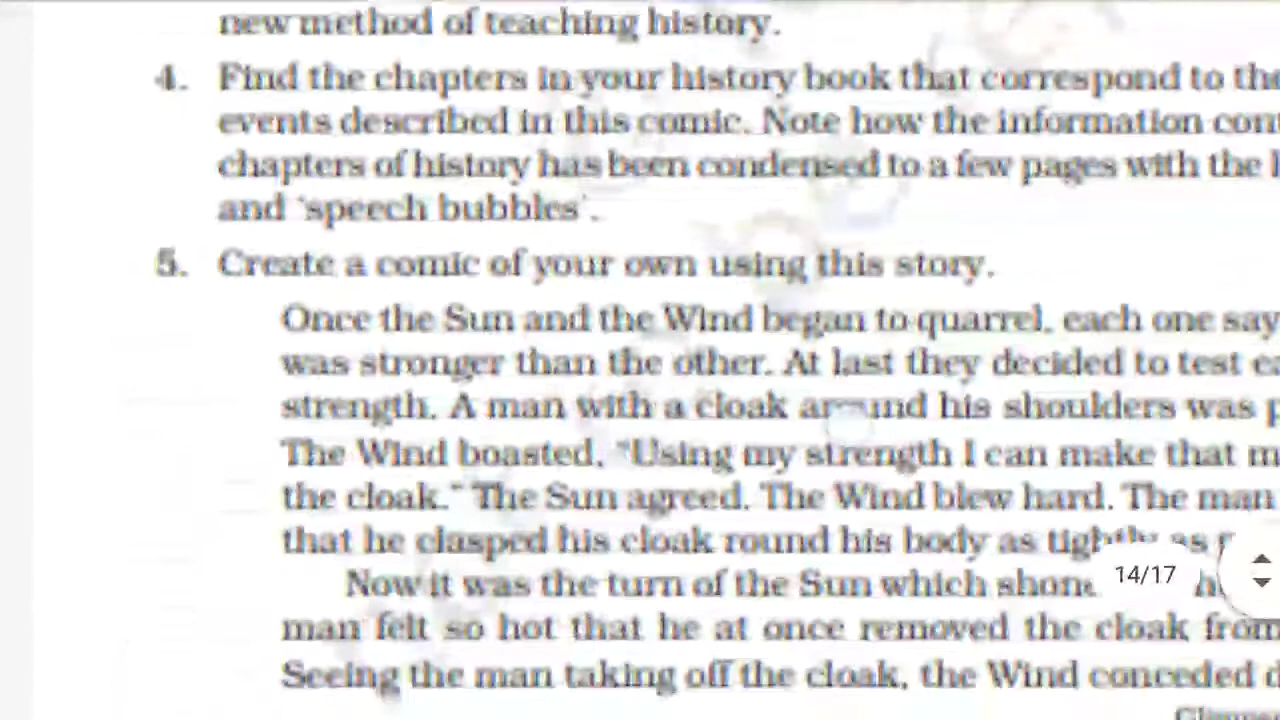 new method of teaching history.
4. Find the chapters in your history book that correspond to the
events described in this comic. Note how the information con
chapters of history has been condensed to a few pages with the
and 'speech bubbles'.
5. Create a comic of your own using this story.
Once the Sun and the Wind began to quarrel, each one say
was stronger than the other. At last they decided to test ea
strength. A man with a cloak around his shoulders was p
The Wind boasted, "Using my strength I can make that m
the cloak." The Sun agreed. The Wind blew hard. The man
that he clasped his cloak round his body as tightly as
Now it was the turn of the Sun which shone
14/17
man felt so hot that he at once removed the cloak from
Seeing the man taking off the cloak, the Wind conceded d